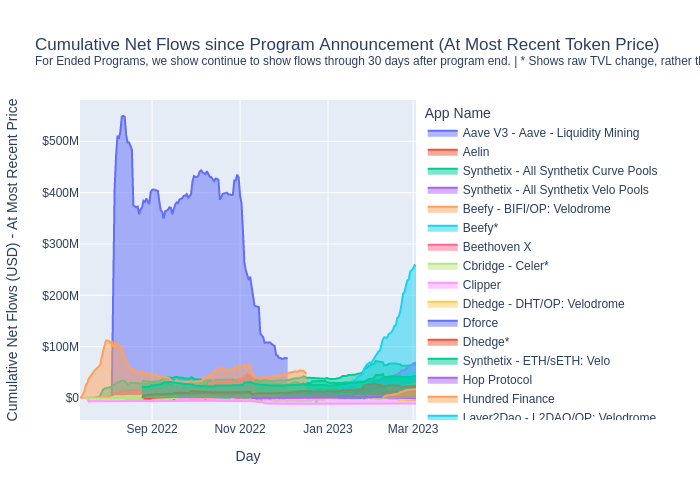 Cumulative Net Flows since Program Announcement (At Most Recent Token Price)
For Ended Programs, we show continue to show flows through 30 days after program end. | * Shows raw TVL change, rather
Cumulative Net Flows (USD) - At Most Recent Price
$500M
$400M
$300M
$200M
$100M
$0
Sep 2022
Nov 2022
Jan 2023
Mar 2023
Day
App Name
Aave V3 - Aave - Liquidity Mining
Aelin
Synthetix - All Synthetix Curve Pools
Synthetix - All Synthetix Velo Pools
Beefy - BIFI/OP: Velodrome
Beefy*
Beethoven X
Cbridge - Celer*
Clipper
Dhedge - DHT/OP: Velodrome
Dforce
Dhedge*
Synthetix - ETH/sETH: Velo
Hop Protocol
Hundred Finance
Layer2Dao - L2DAO/OP: Velodrome